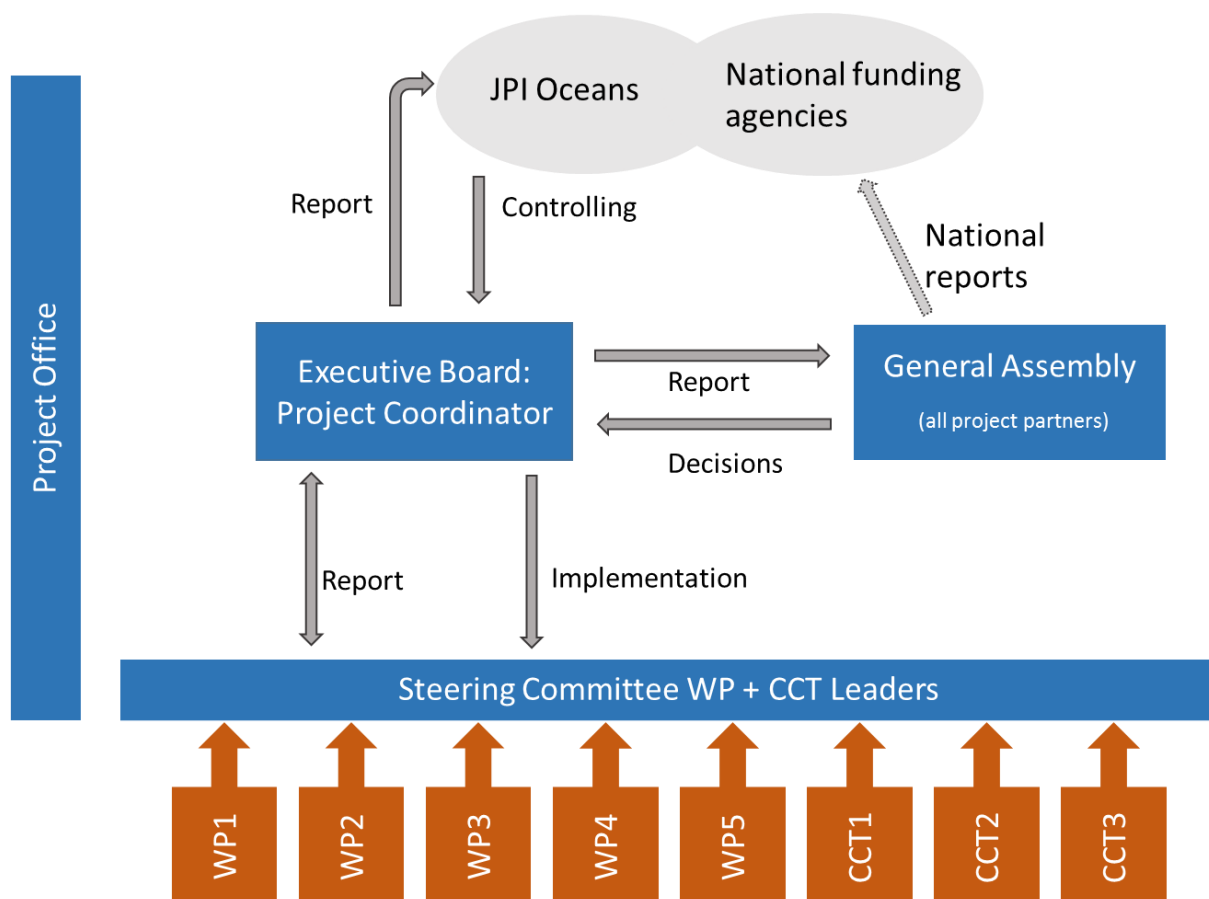 JPI Oceans
National funding
agencies
Report
Controlling
National
reports
Project Office
Executive Board:
Project Coordinator
Report
Decisions
General Assembly
(all project partners)
Report
Implementation
Steering Committee WP + CCT Leaders
WP1
WP2
WP3
WP4
WP5
CCT1
CCT2
CCT3